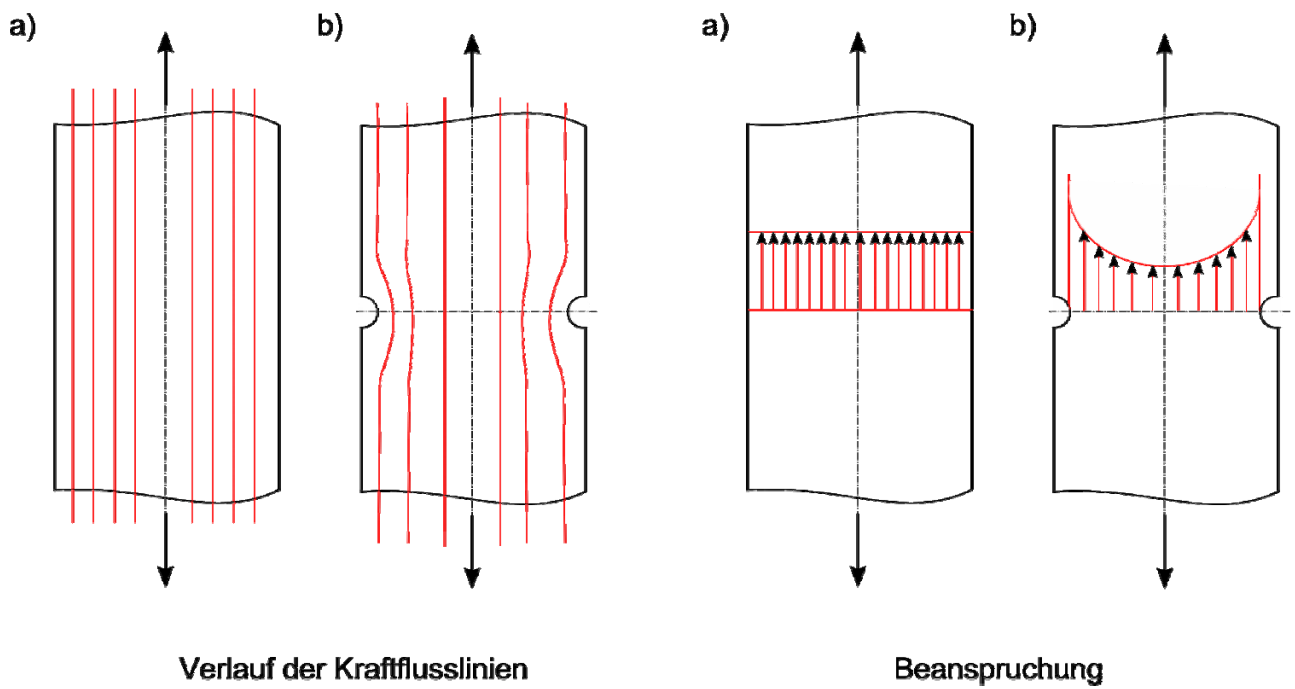 a)
b)
a)
b)
Verlauf der Kraftflusslinien
Beanspruchung